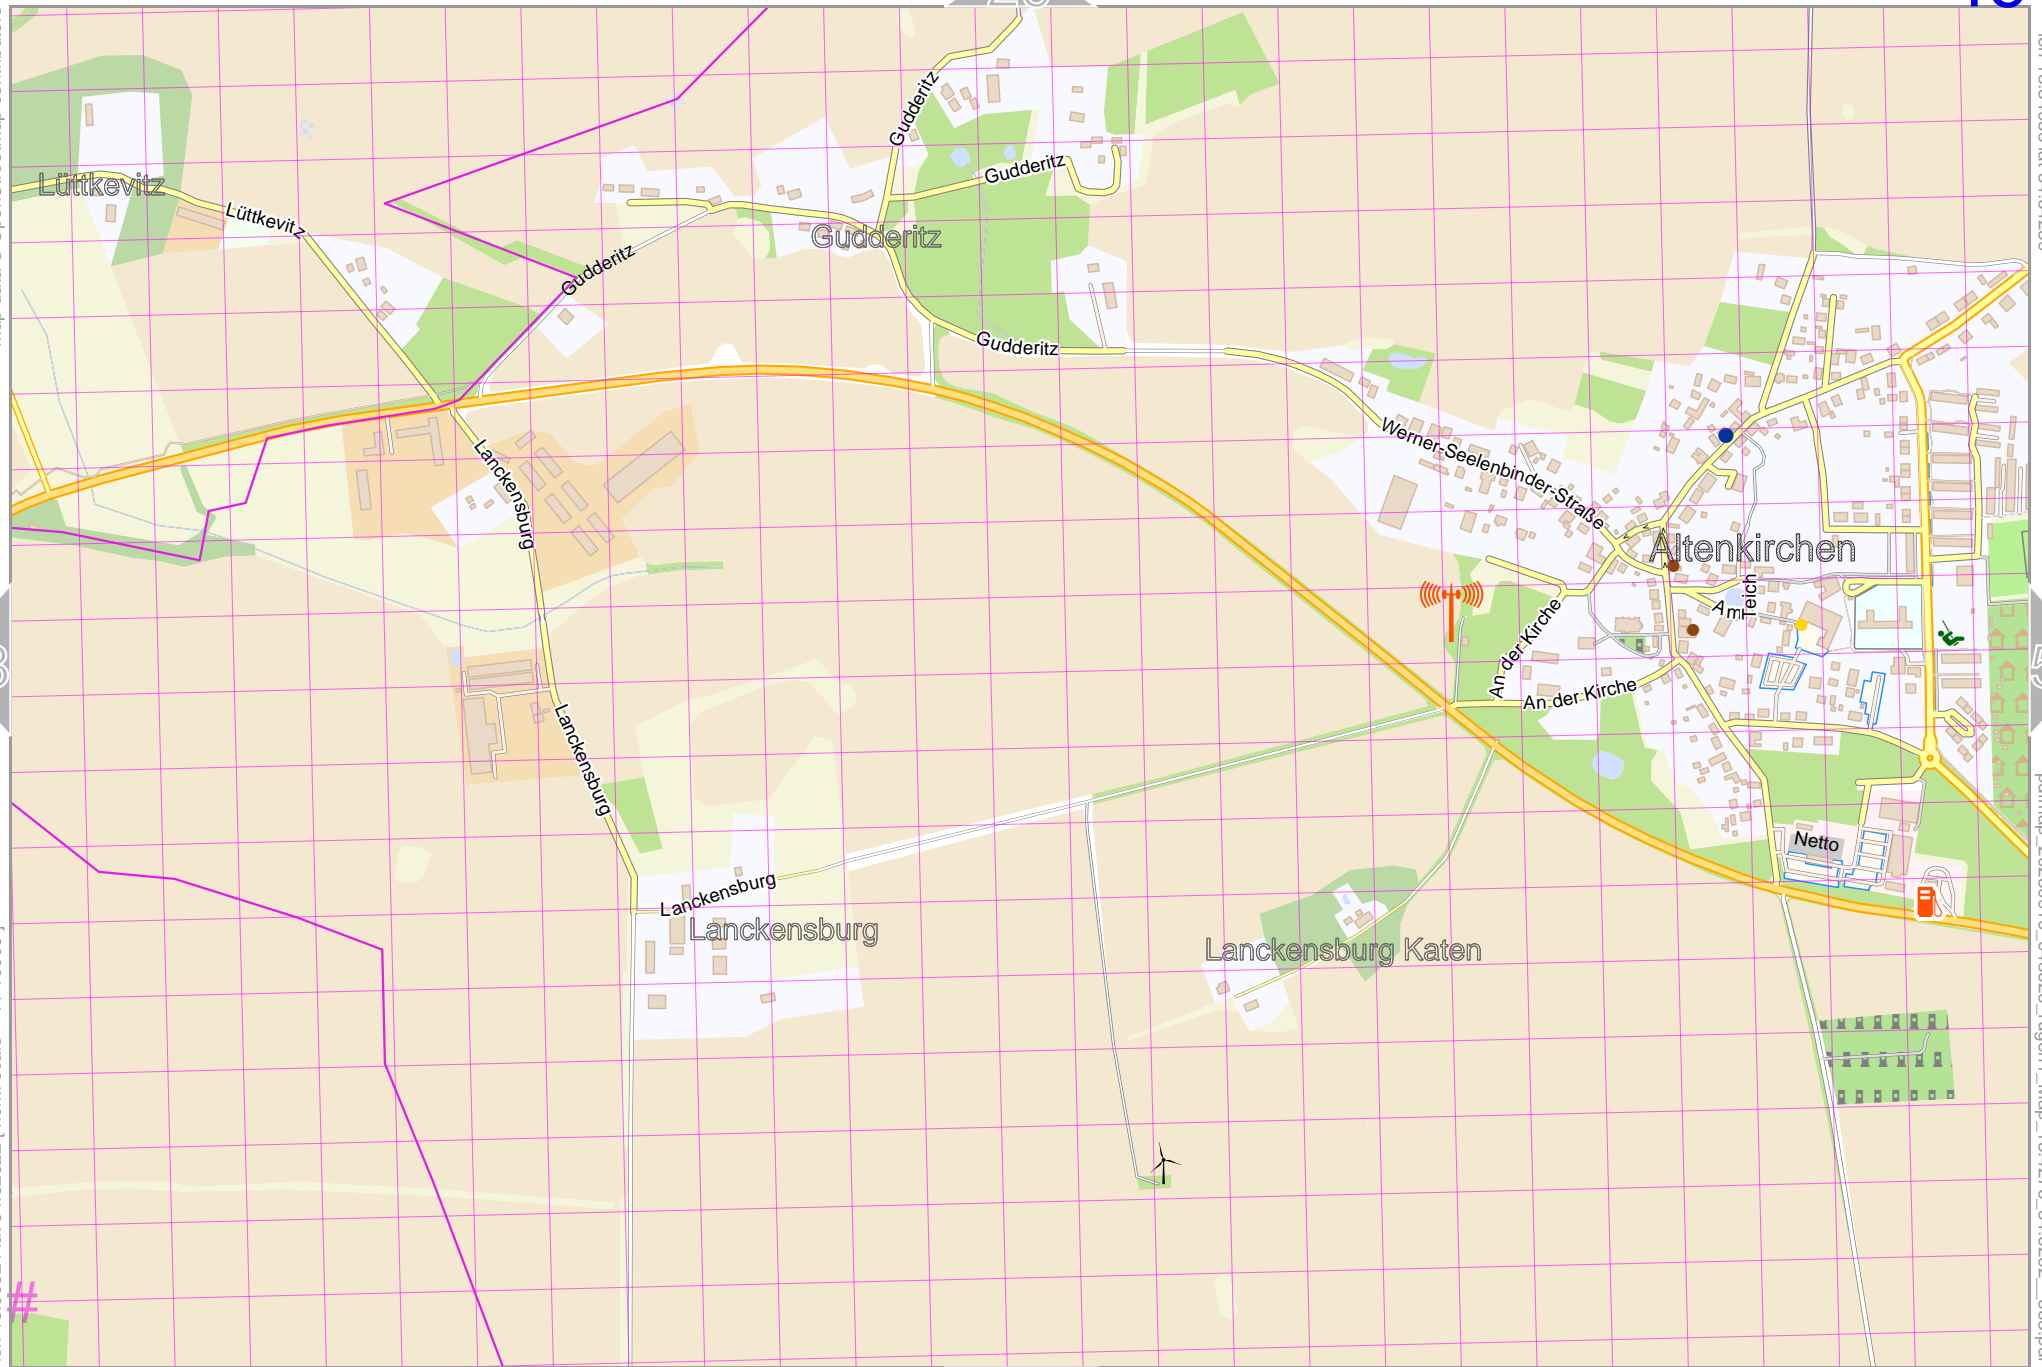 Gudderitz
Gudderitz
Lüttkevitz
Lüttkevitz
Gudderitz
Gudderitz
Gudderitz
Werner-Seelenbinder-Straße
Lanckensburg
Altenkirchen
Am Teich
An der Kirche
An der Kirche
Lanckensburg
Netto
Lanckensburg
Lanckensburg
Lanckensburg Katen
#